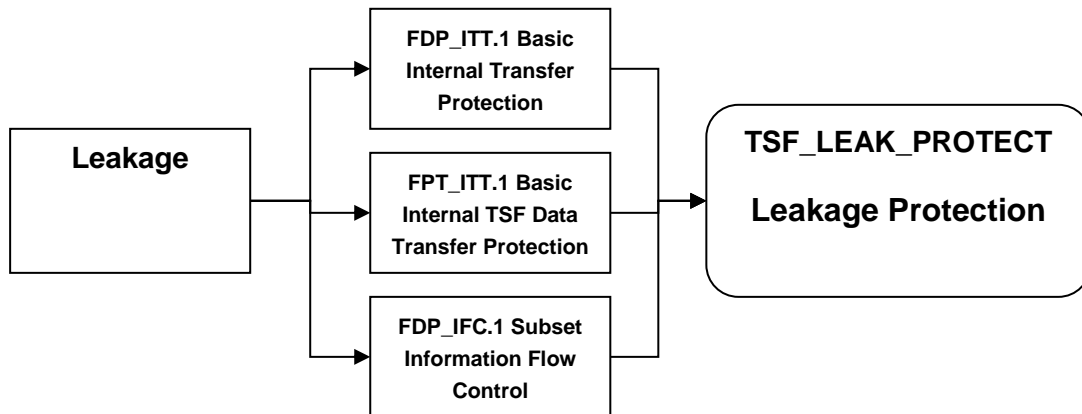 FDP_ITT.1 Basic
Internal Transfer
Protection
Leakage
FPT_ITT.1 Basic
Internal TSF Data
Transfer Protection
FDP_IFC.1 Subset
Information Flow
Control
TSF_LEAK_PROTECT
Leakage Protection